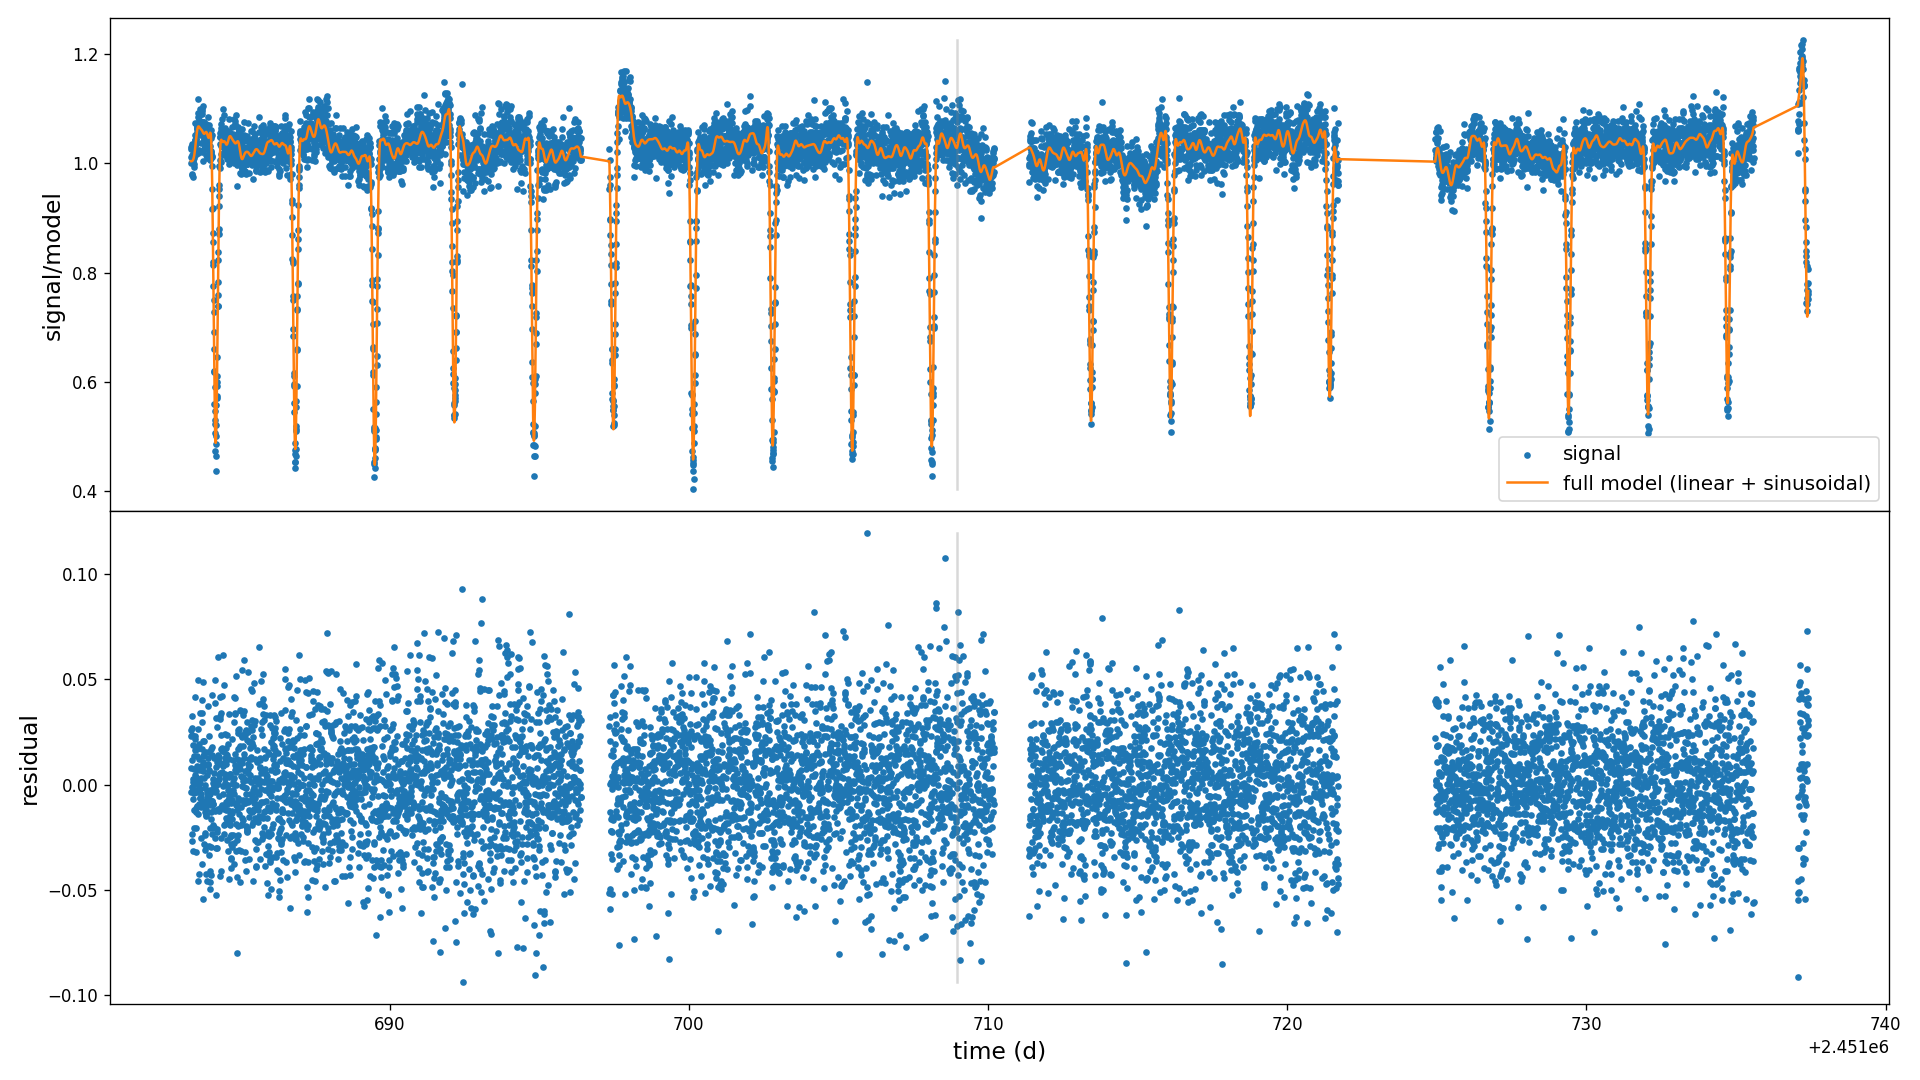 1.2
1.0
0.8
0.6
0.4
signal/model
signal
full model (linear + sinusoidal)
0.10
0.05
0.00
−0.05
−0.10
residual
690
700
710
720
730
740
time (d)
+2.451e6